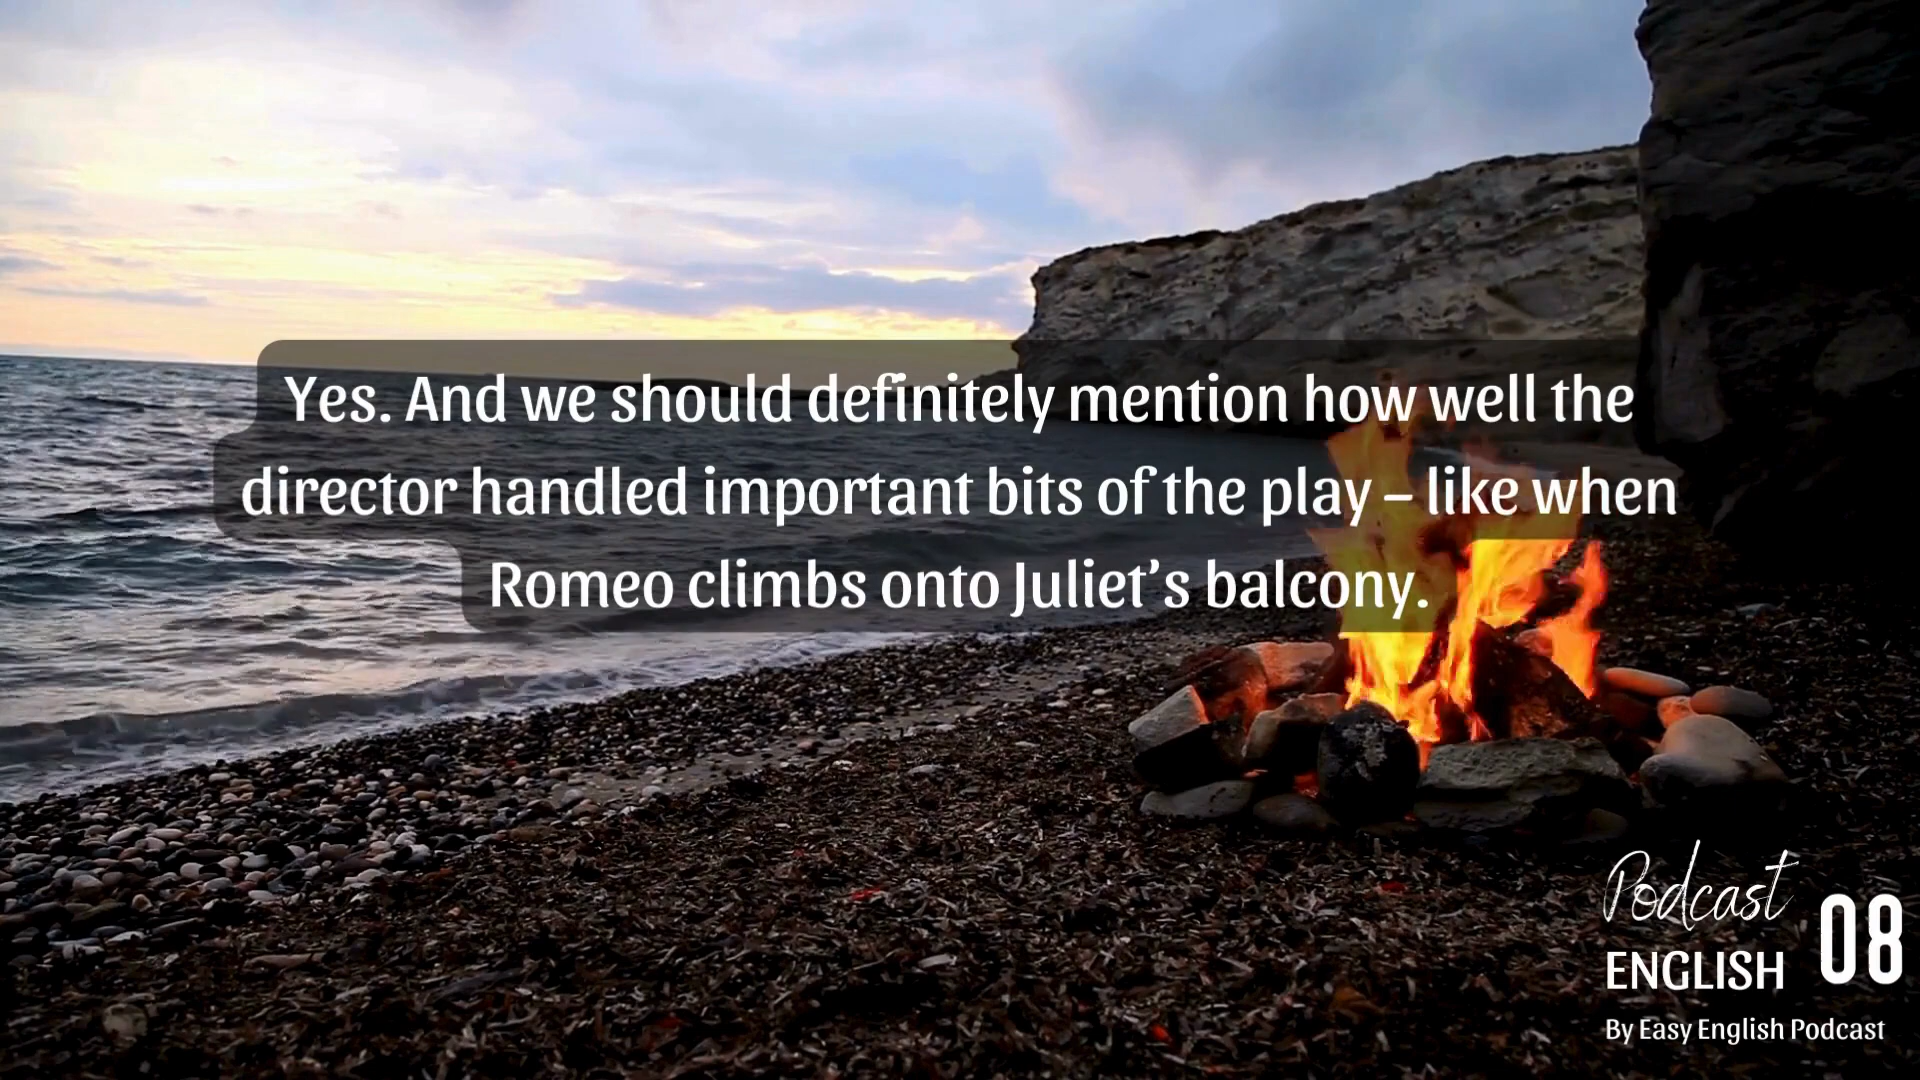 Yes. And we should definitely mention how well the
director handled important bits of the play – like when
Romeo climbs onto Juliet’s balcony.
Podcast
ENGLISH
08
By Easy English Podcast